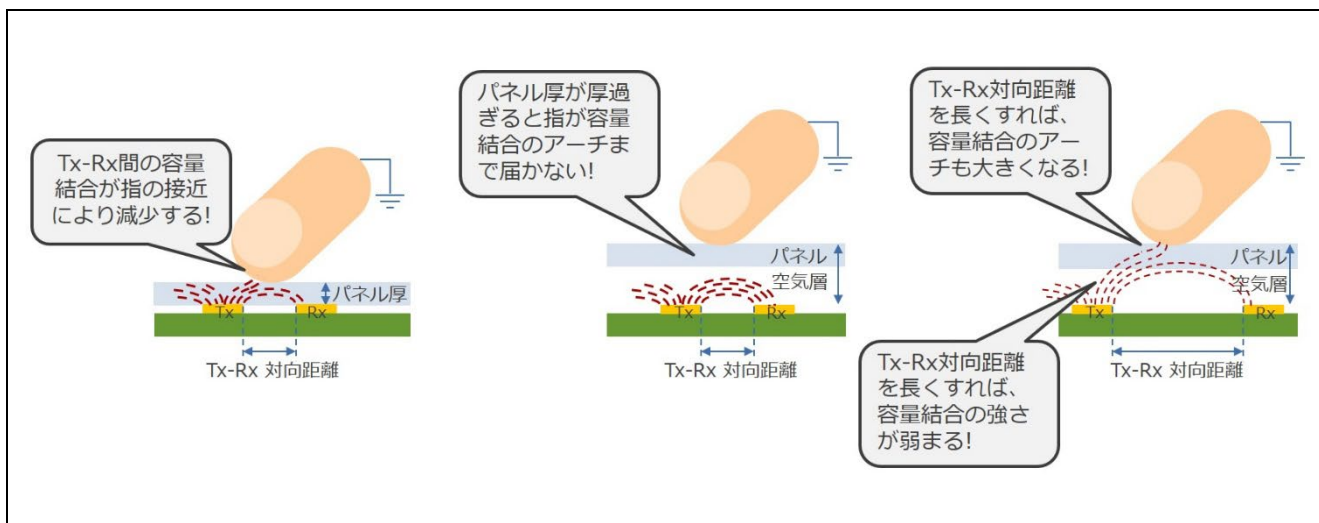 Tx-Rx間の容量
結合が指の接近
により減少する!
パネル厚
Tx
Rx
Tx-Rx 対向距離
パネル厚が厚過
ぎると指が容量
結合のアーチま
で届かない!
パネル
空気層
Tx
Rx
Tx-Rx 対向距離
Tx-Rx対向距離
を長くすれば、
容量結合のアー
チも大きくなる!
パネル
空気層
Tx
Rx
Tx-Rx 対向距離
Tx-Rx対向距離
を長くすれば、
容量結合の強さ
が弱まる!